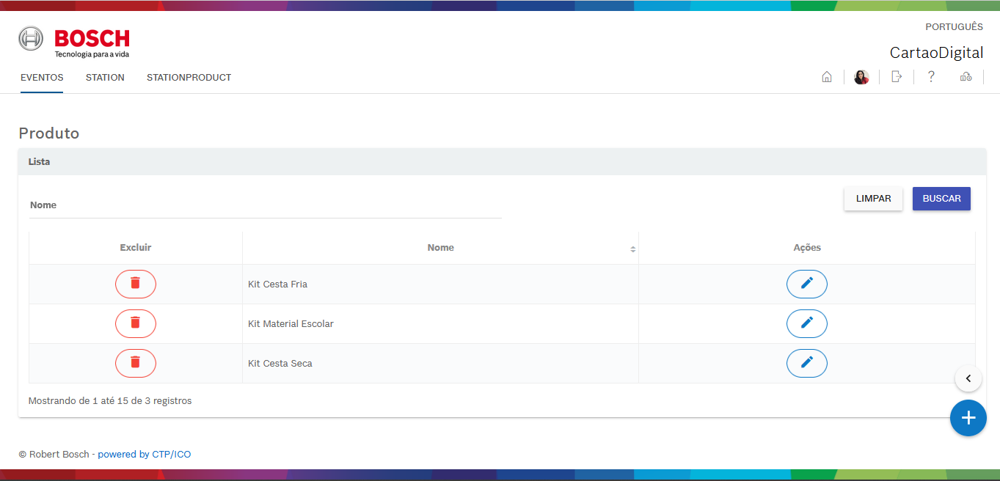 PORTUGUÊS
BOSCH
Tecnologia para a vida
CartaoDigital
EVENTOS STATION STATIONPRODUCT
?
Produto
Lista
Nome
LIMPAR BUSCAR
Excluir Nome Ações
Kit Cesta Fria
Kit Material Escolar
Kit Cesta Seca
Mostrando de 1 até 15 de 3 registros
© Robert Bosch - powered by CTP/ICO